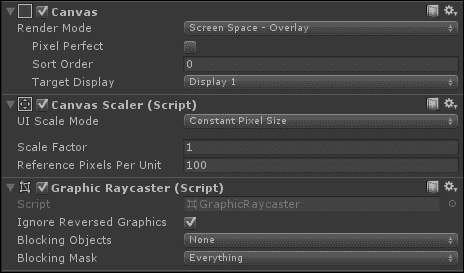 Canvas
Render Mode Screen Space - Overlay
Pixel Perfect
Sort Order 0
Target Display Display 1
Canvas Scaler (Script)
UI Scale Mode Constant Pixel Size
Scale Factor 1
Reference Pixels Per Unit 100
Graphic Raycaster (Script)
Script GraphicRaycaster
Ignore Reversed Graphics
Blocking Objects None
Blocking Mask Everything